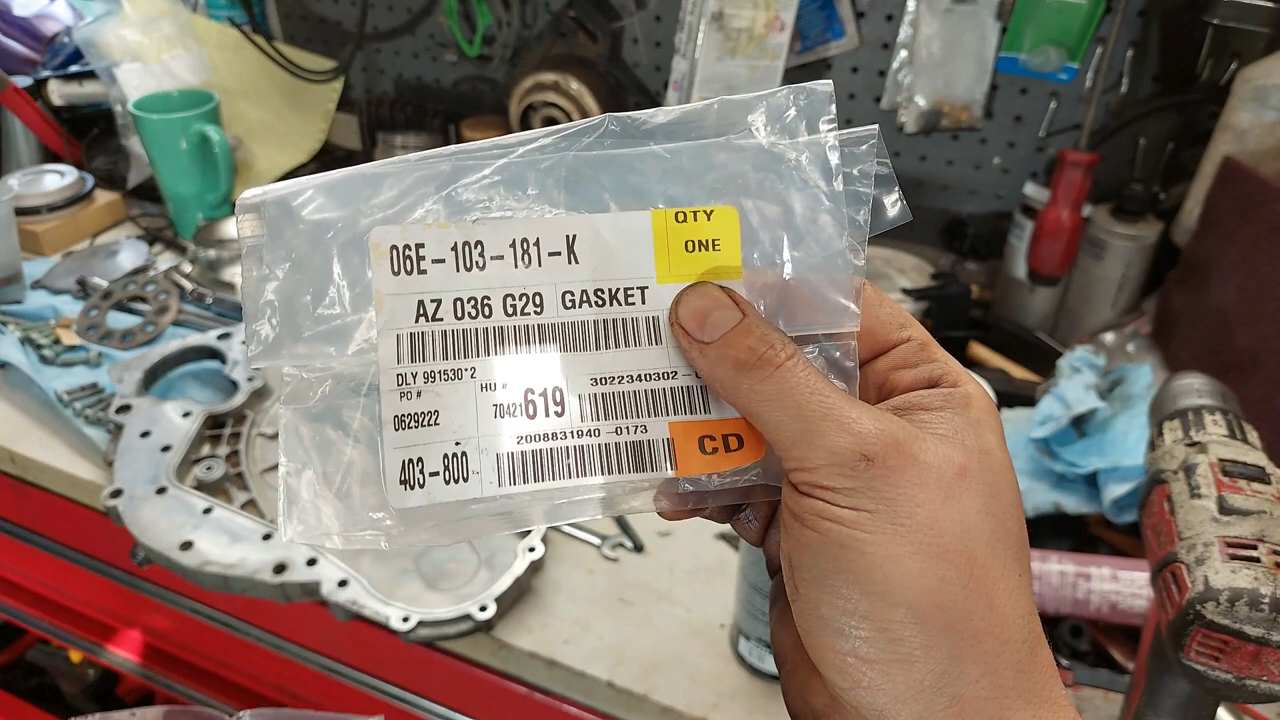 06E-103-181-K
QTY
ONE
AZ 036 G29 GASKET
DLY 991530*2
PO #
0629222
HU #
70421619
3022340302-
2008831940-0173
403-800
CD